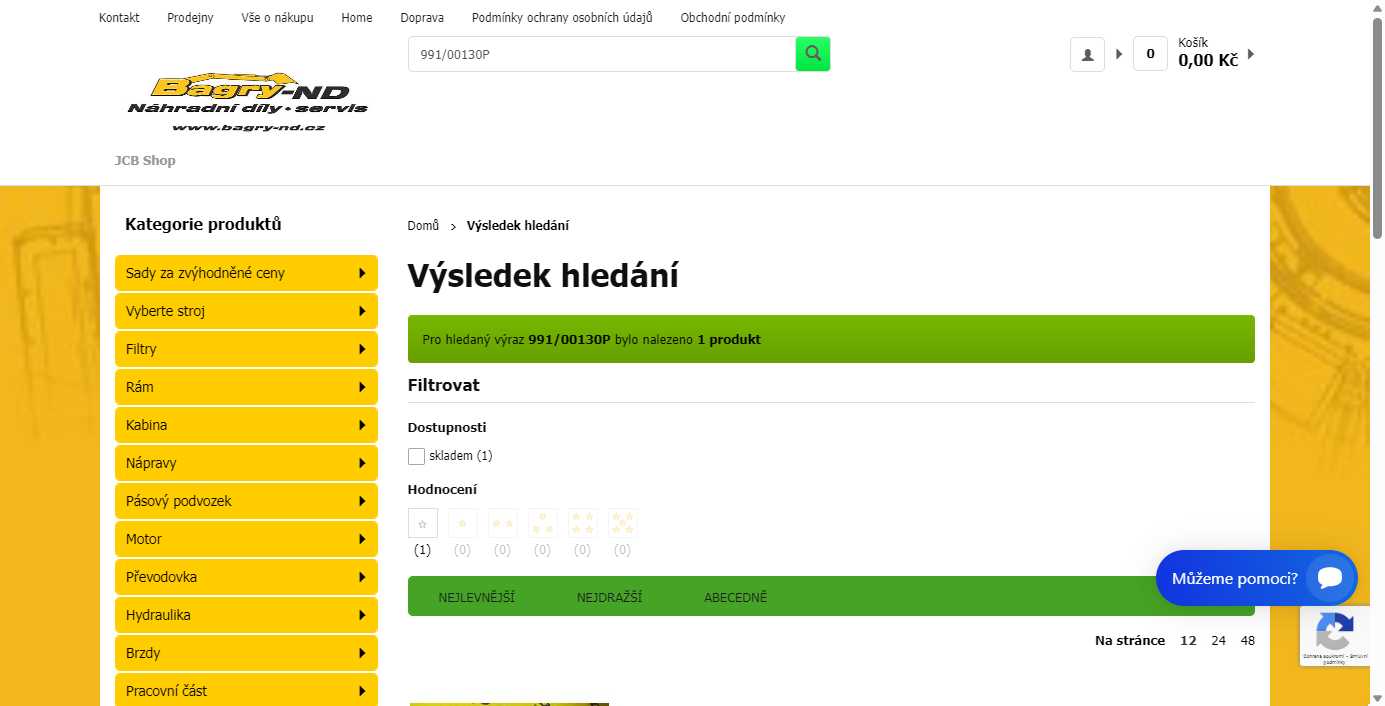 Kontakt Prodejny Vše o nákupu Home Doprava Podmínky ochrany osobních údajů Obchodní podmínky
991/00130P
0
Košík
0,00 Kč
Bagry-ND
Náhradní díly • servis
www.bagry-nd.cz
JCB Shop
Kategorie produktů
Sady za zvýhodněné ceny
Vyberte stroj
Filtry
Rám
Kabina
Nápravy
Pásový podvozek
Motor
Převodovka
Hydraulika
Brzdy
Pracovní část
Domů > Výsledek hledání
Výsledek hledání
Pro hledaný výraz 991/00130P bylo nalezeno 1 produkt
Filtrovat
Dostupnosti
skladem (1)
Hodnocení
(1) (0) (0) (0) (0) (0)
NEJLEVNĚJŠÍ NEJDRAŽŠÍ ABECEDNĚ
Na stránce 12 24 48
Můžeme pomoci?
Ochrana soukromí - Smluvní
podmínky